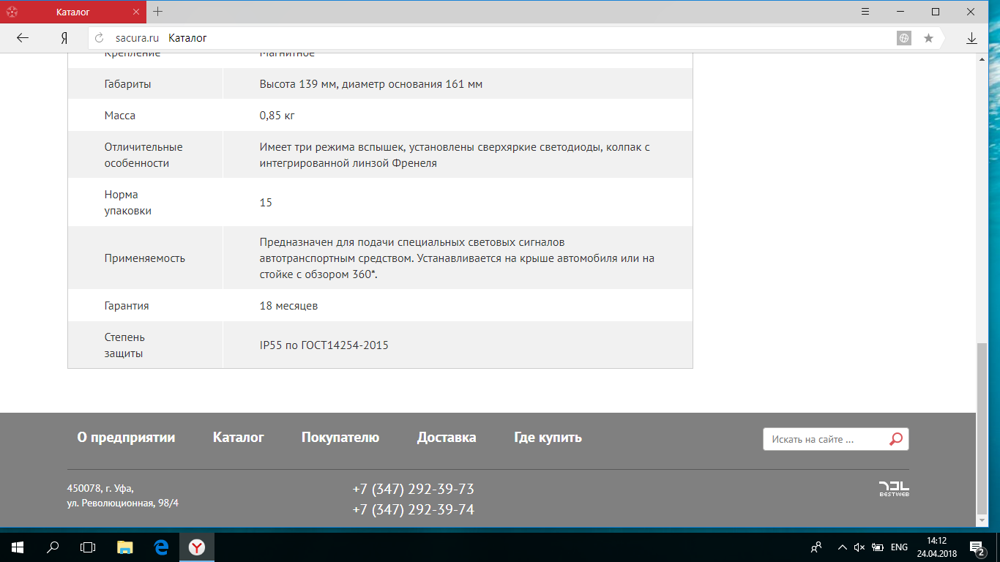 Каталог
Я
sacura.ru Каталог
Крепление Магнитное
Габариты Высота 139 мм, диаметр основания 161 мм
Масса 0,85 кг
Отличительные особенности Имеет три режима вспышек, установлены сверхяркие светодиоды, колпак с
интегрированной линзой Френеля
Норма
упаковки
15
Применяемость
Предназначен для подачи специальных световых сигналов
автотранспортным средством. Устанавливается на крыше автомобиля или на
стойке с обзором 360*.
Гарантия 18 месяцев
Степень
защиты
IP55 по ГОСТ14254-2015
О предприятии Каталог Покупателю Доставка Где купить
Искать на сайте ...
450078, г. Уфа,
ул. Революционная, 98/4
+7 (347) 292-39-73
+7 (347) 292-39-74
BESTWEB
ENG
14:12
24.04.2018
2